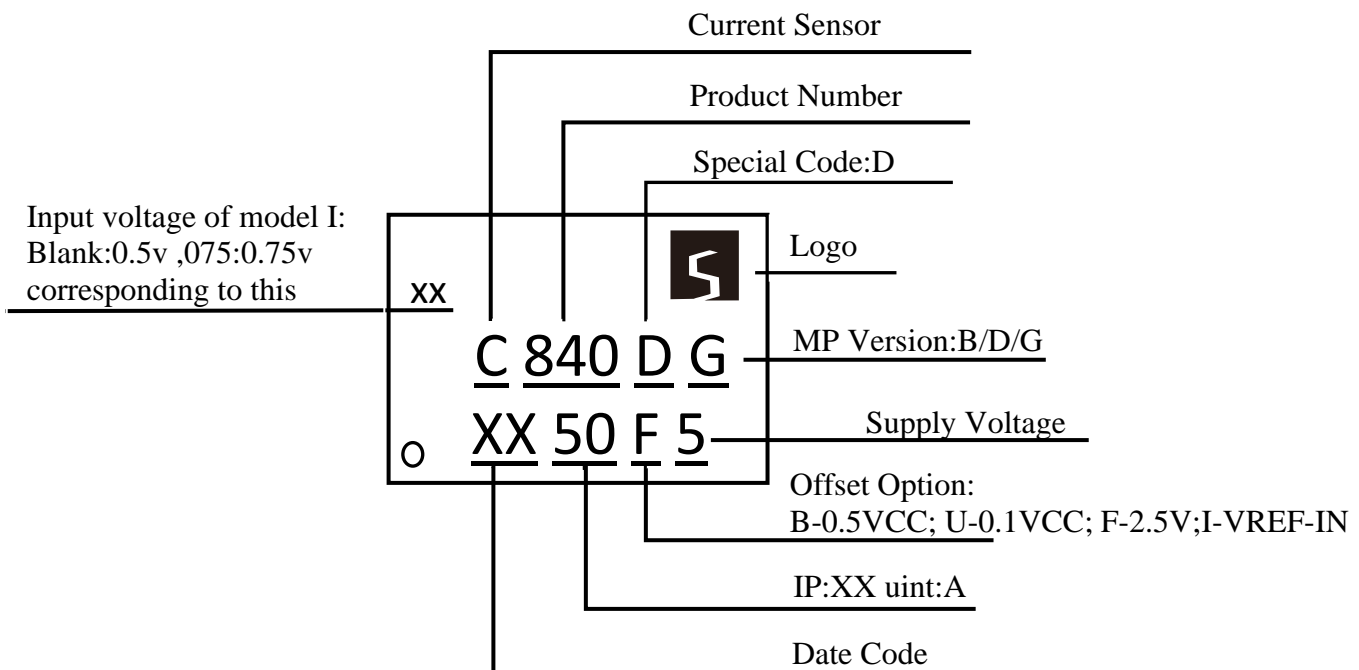 Current Sensor
Product Number
Special Code:D
Input voltage of model I:
Blank:0.5v ,075:0.75v
corresponding to this
xx
Logo
C 840 D G
MP Version:B/D/G
XX 50 F 5
Supply Voltage
Offset Option:
B-0.5VCC; U-0.1VCC; F-2.5V;I-VREF-IN
IP:XX uint:A
Date Code